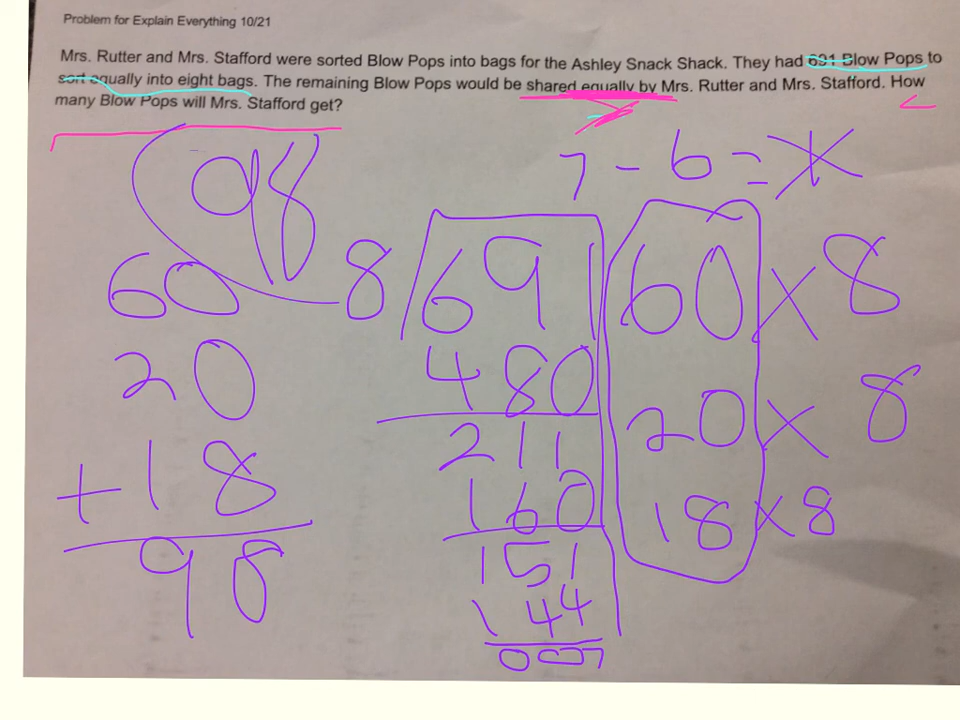 Problem for Explain Everything 10/21
Mrs. Rutter and Mrs. Stafford were sorted Blow Pops into bags for the Ashley Snack Shack. They had 691 Blow Pops to
sort equally into eight bags. The remaining Blow Pops would be shared equally by Mrs. Rutter and Mrs. Stafford. How
many Blow Pops will Mrs. Stafford get?
7 - 6 = X
98
60 8 691 60 x 8
20 480 20 x 8
211
+18 160 18 x 8
98 151
144
0007